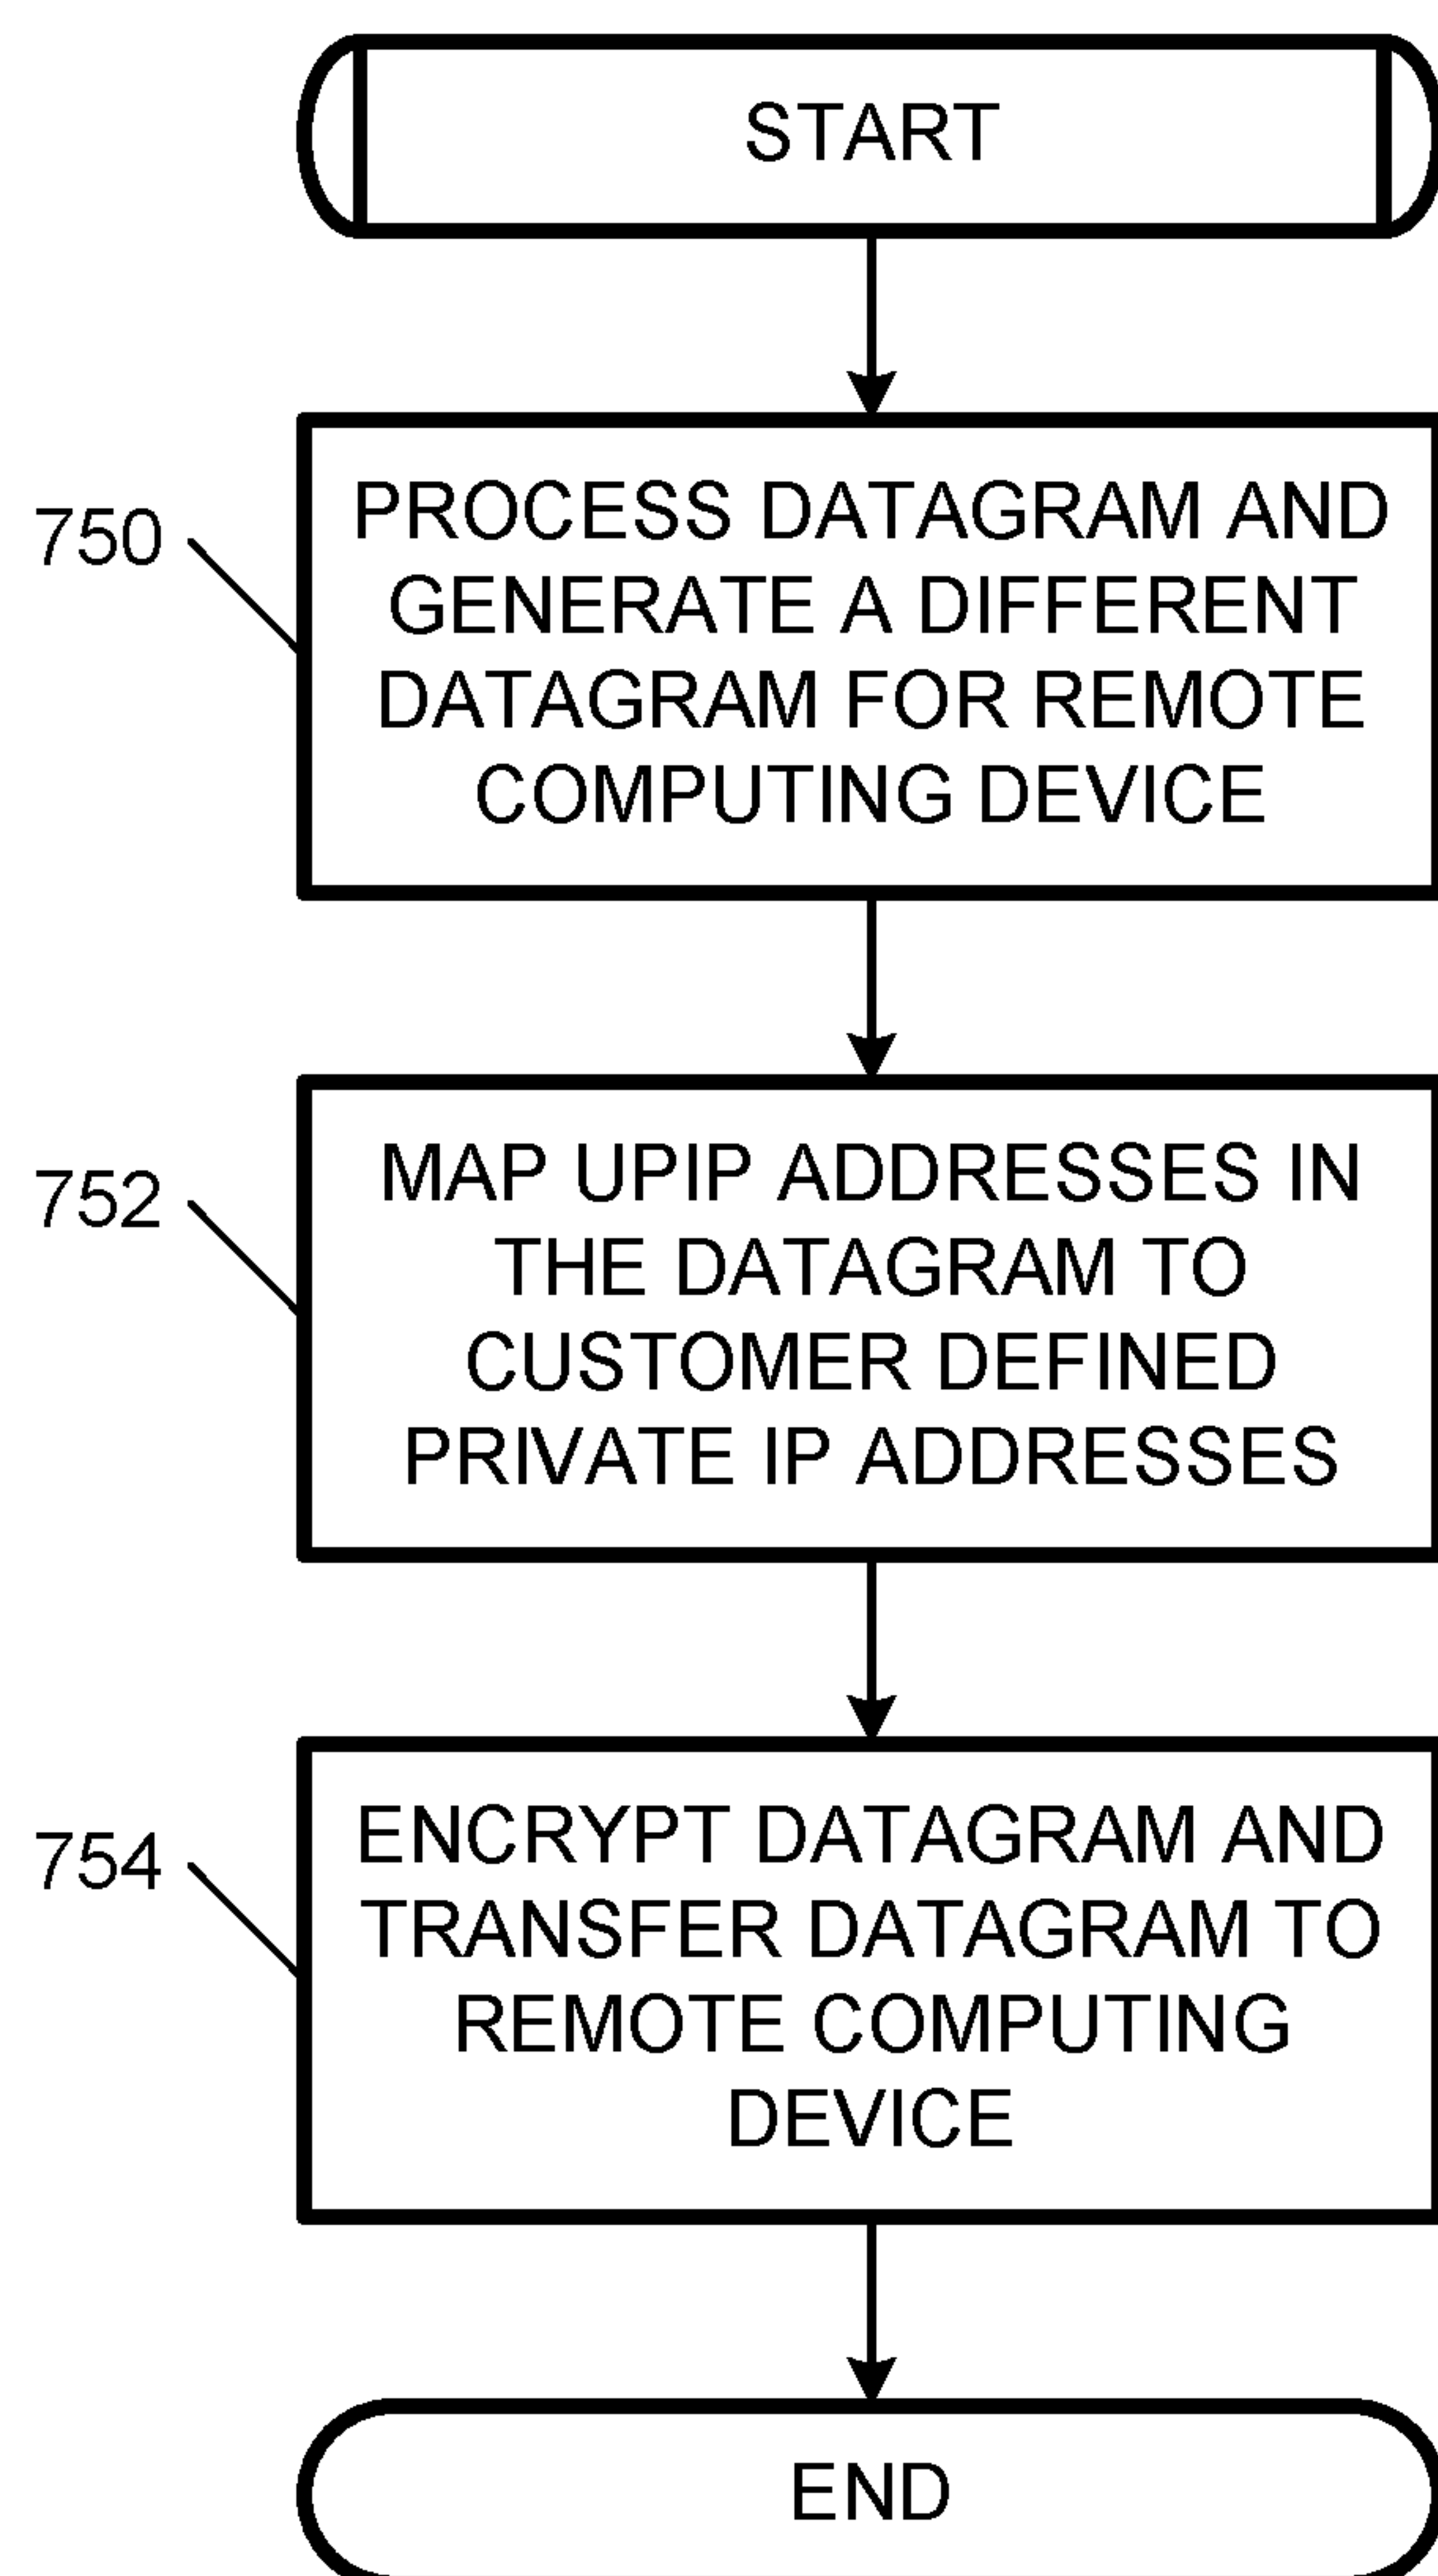 START
750
PROCESS DATAGRAM AND
GENERATE A DIFFERENT
DATAGRAM FOR REMOTE
COMPUTING DEVICE
752
MAP UPIP ADDRESSES IN
THE DATAGRAM TO
CUSTOMER DEFINED
PRIVATE IP ADDRESSES
754
ENCRYPT DATAGRAM AND
TRANSFER DATAGRAM TO
REMOTE COMPUTING
DEVICE
END